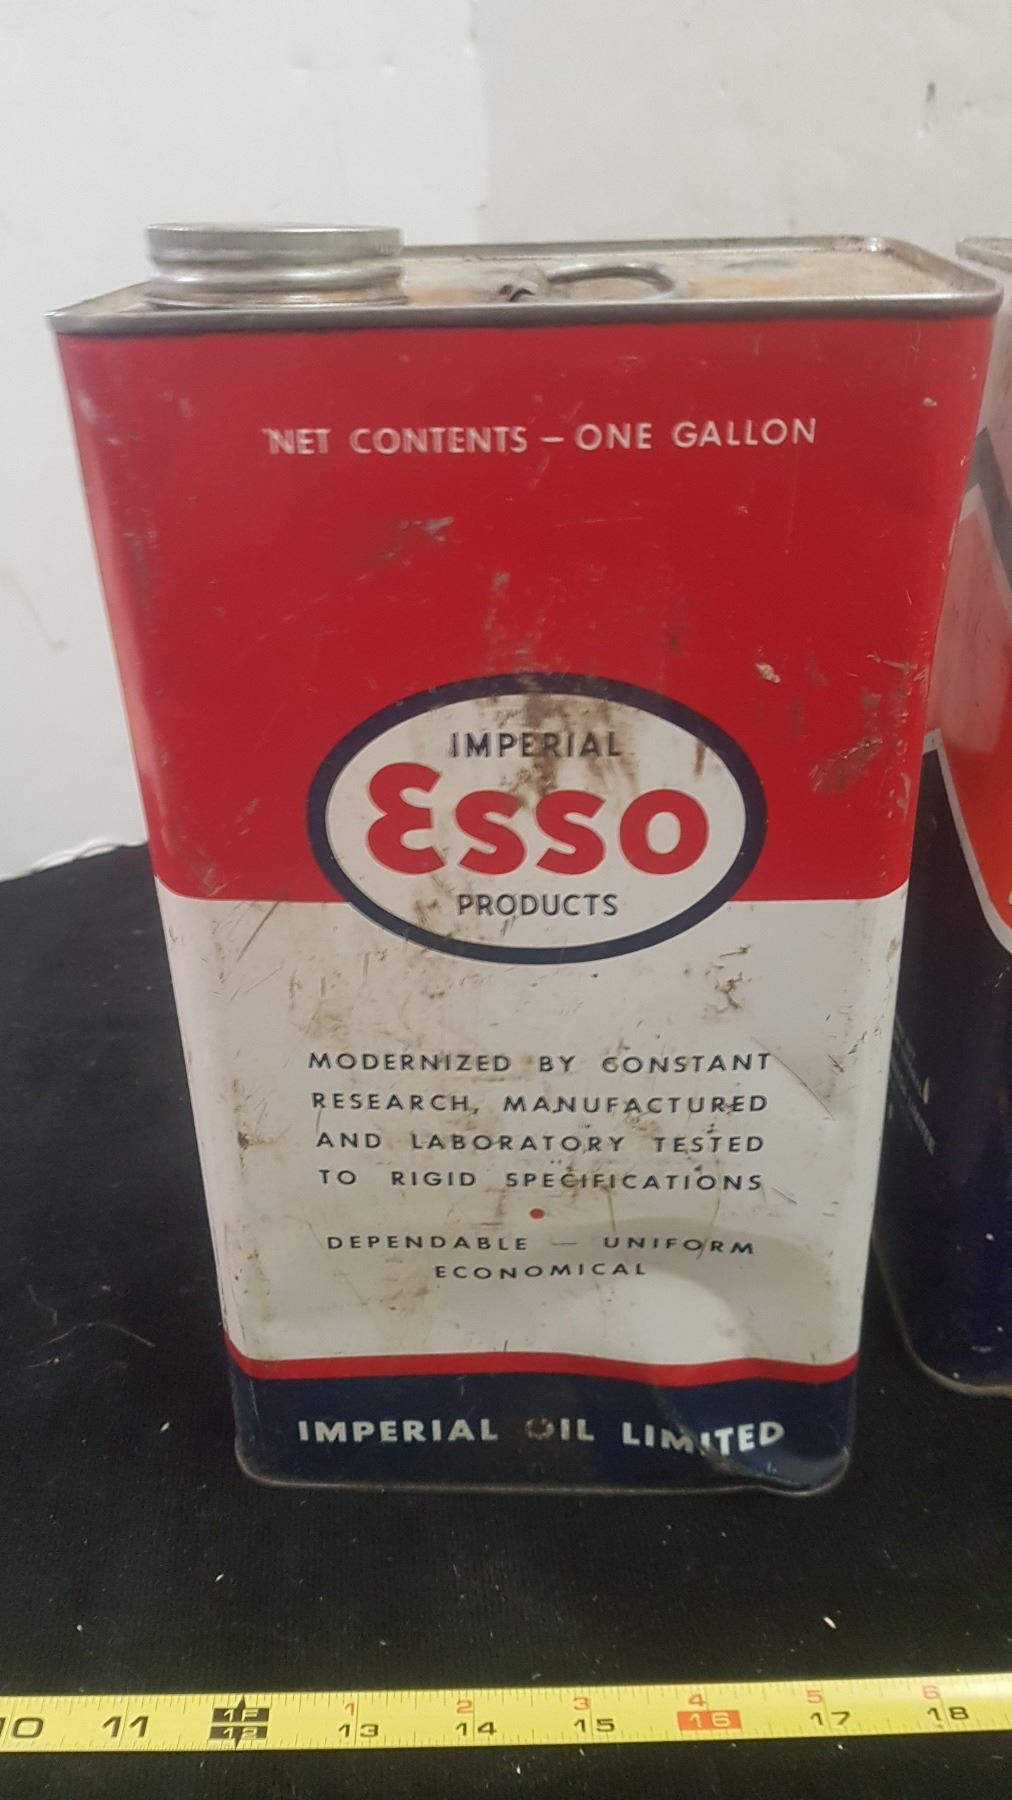 NET CONTENTS – ONE GALLON
IMPERIAL
Esso
PRODUCTS
MODERNIZED BY CONSTANT
RESEARCH, MANUFACTURED
AND LABORATORY TESTED
TO RIGID SPECIFICATIONS
•
DEPENDABLE — UNIFORM
ECONOMICAL
IMPERIAL OIL LIMITED
1F 1 2 3 4 5 6
10 11 12 13 14 15 16 17 18